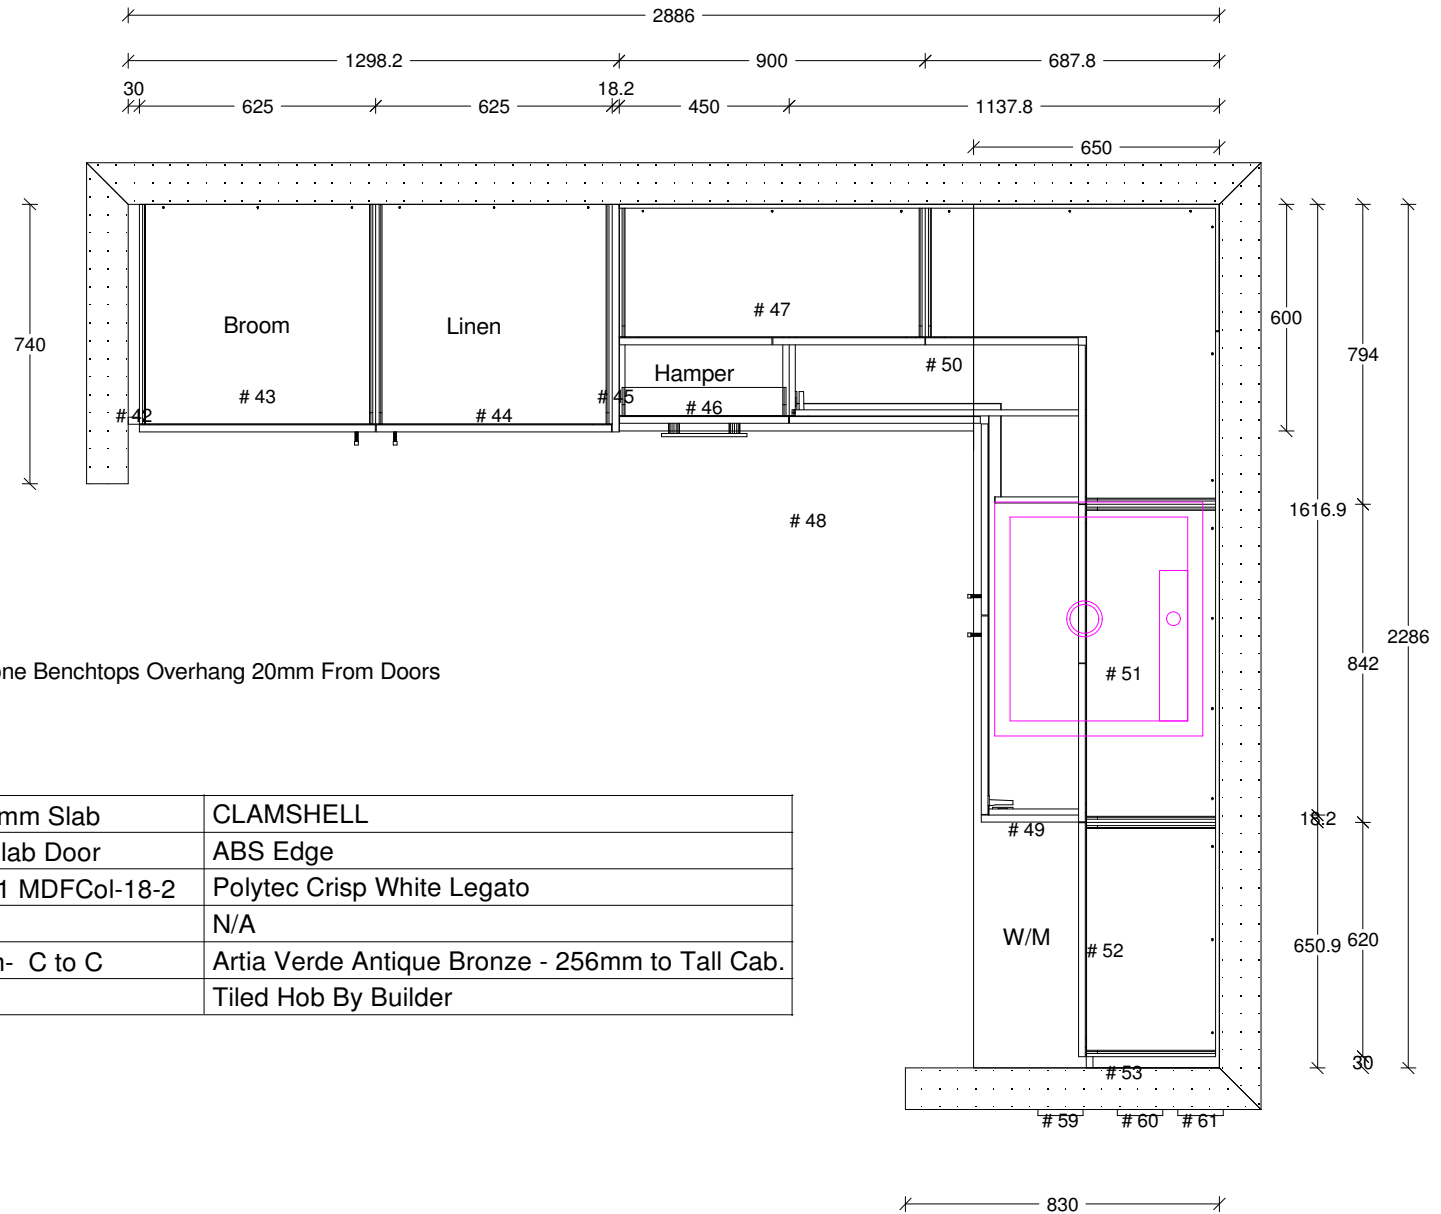 2886
1298.2 900 687.8
30 625 625 18.2 450 1137.8
650
740
600
794
1616.9
2286
842
18.2
650.9
620
30
Broom
Linen
Hamper
# 42
# 43
# 44
# 45
# 46
# 47
# 50
# 48
# 51
# 49
W/M
# 52
# 53
# 59 # 60 # 61
830
one Benchtops Overhang 20mm From Doors
mm Slab CLAMSHELL
lab Door ABS Edge
1 MDFCol-18-2 Polytec Crisp White Legato
N/A
- C to C Artia Verde Antique Bronze - 256mm to Tall Cab.
Tiled Hob By Builder